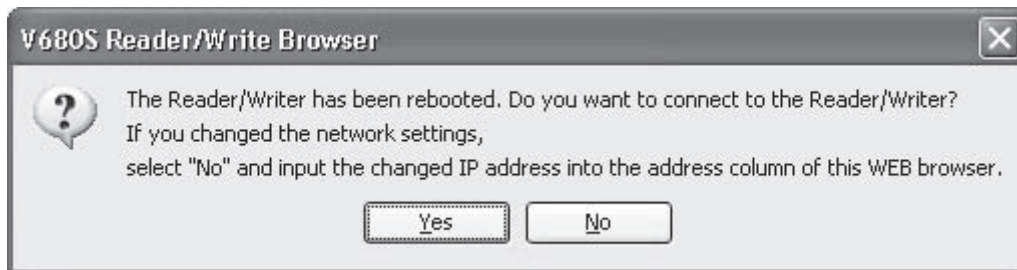 V680S Reader/Write Browser
?
The Reader/Writer has been rebooted. Do you want to connect to the Reader/Writer?
If you changed the network settings,
select "No" and input the changed IP address into the address column of this WEB browser.
Yes No